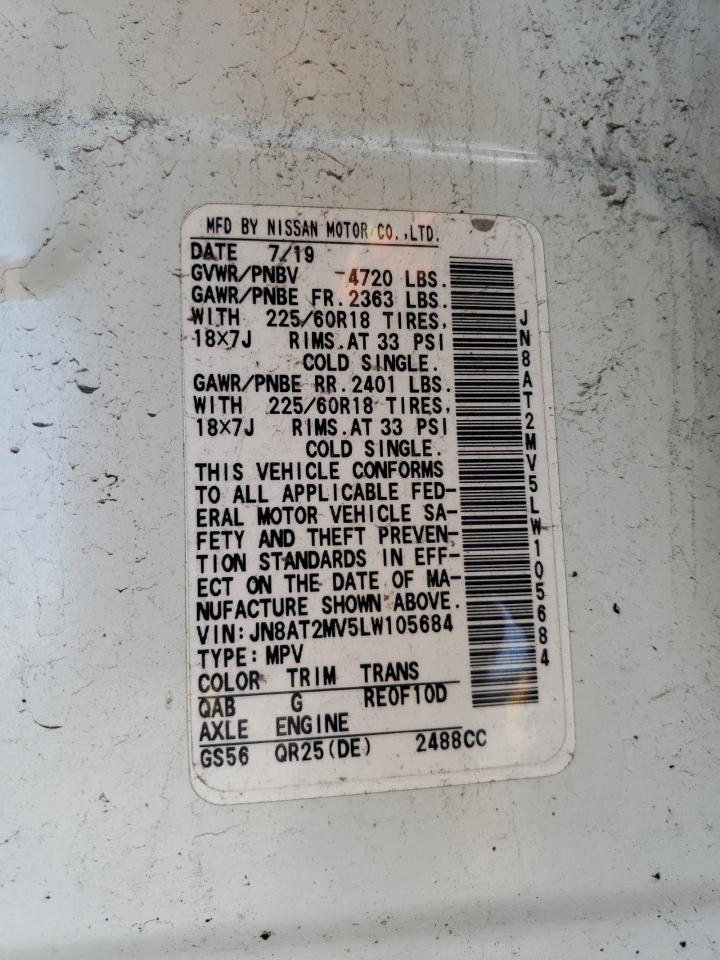 MFD BY NISSAN MOTOR CO.,LTD.
DATE 7/19
GVWR/PNBV 4720 LBS.
GAWR/PNBE FR. 2363 LBS.
WITH 225/60R18 TIRES,
18X7J RIMS. AT 33 PSI
COLD SINGLE.
GAWR/PNBE RR. 2401 LBS.
WITH 225/60R18 TIRES,
18X7J RIMS. AT 33 PSI
COLD SINGLE.
THIS VEHICLE CONFORMS
TO ALL APPLICABLE FED-
ERAL MOTOR VEHICLE SA-
FETY AND THEFT PREVEN-
TION STANDARDS IN EFF-
ECT ON THE DATE OF MA-
NUFACTURE SHOWN ABOVE.
VIN: JN8AT2MV5LW105684
TYPE: MPV
COLOR TRIM TRANS
QAB G RE0F10D
AXLE ENGINE
GS56 QR25(DE) 2488CC
JN8AT2MV5LW105684